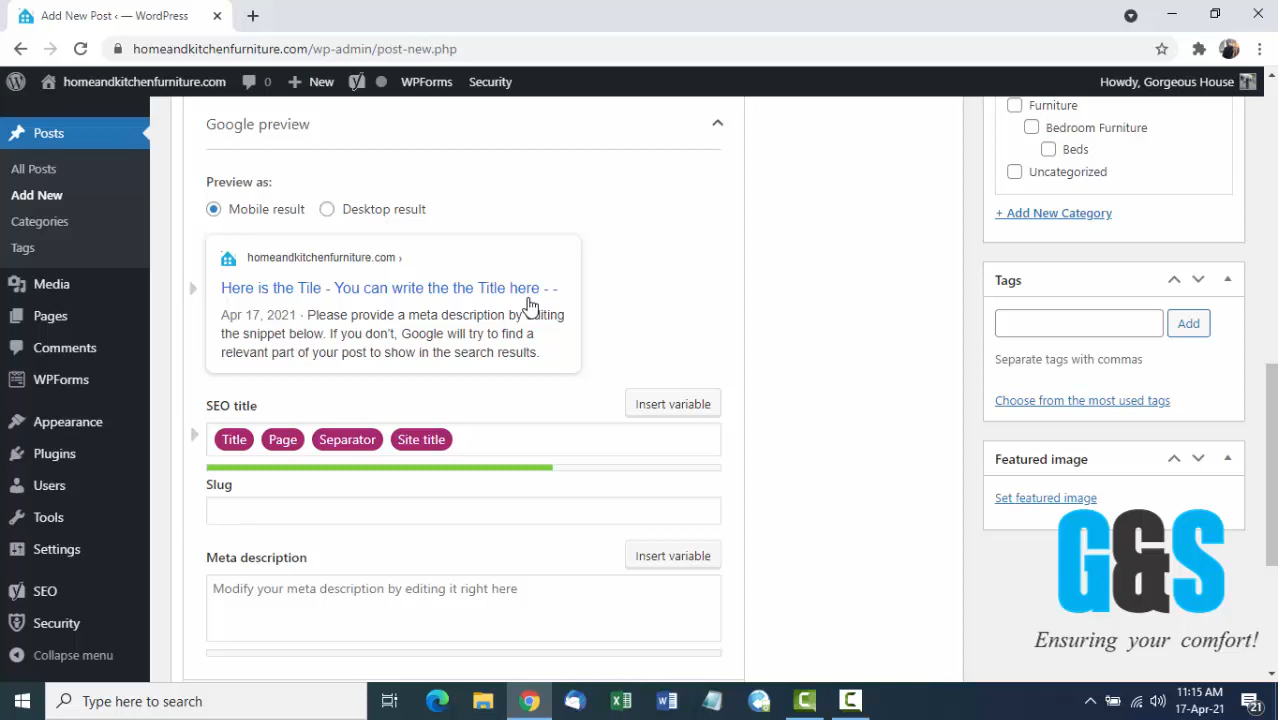 Add New Post ‹ — WordPress
homeandkitchenfurniture.com/wp-admin/post-new.php
homeandkitchenfurniture.com 0 New WPForms Security Howdy, Gorgeous House
Posts
All Posts
Add New
Categories
Tags
Media
Pages
Comments
WPForms
Appearance
Plugins
Users
Tools
Settings
SEO
Security
Collapse menu
Google preview
Preview as:
Mobile result Desktop result
homeandkitchenfurniture.com ›
Here is the Tile - You can write the the Title here - -
Apr 17, 2021 · Please provide a meta description by editing
the snippet below. If you don't, Google will try to find a
relevant part of your post to show in the search results.
SEO title Insert variable
Title Page Separator Site title
Slug
Meta description Insert variable
Modify your meta description by editing it right here
Furniture
Bedroom Furniture
Beds
Uncategorized
+ Add New Category
Tags
Add
Separate tags with commas
Choose from the most used tags
Featured image
Set featured image
G&S
Ensuring your comfort!
Type here to search
11:15 AM
17-Apr-21
21